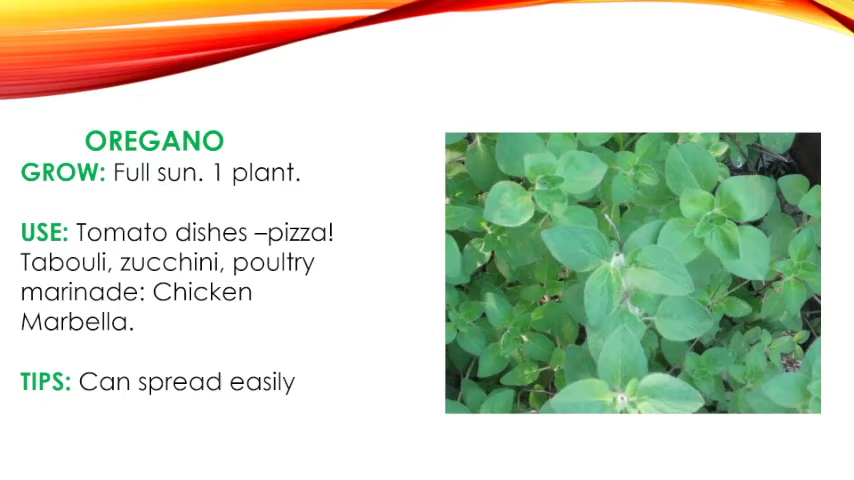 OREGANO
GROW: Full sun. 1 plant.
USE: Tomato dishes –pizza!
Tabouli, zucchini, poultry
marinade: Chicken
Marbella.
TIPS: Can spread easily